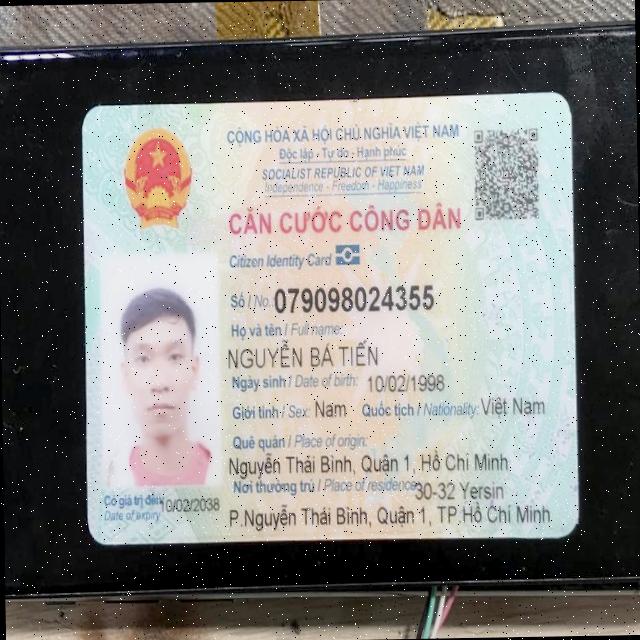 CỘNG HÒA XÃ HỘI CHỦ NGHĨA VIỆT NAM
Độc lập - Tự do - Hạnh phúc
SOCIALIST REPUBLIC OF VIET NAM
Independence - Freedom - Happiness
CĂN CƯỚC CÔNG DÂN
Citizen Identity Card
Số / No. 079098024355
Họ và tên / Full name:
NGUYỄN BÁ TIẾN
Ngày sinh / Date of birth: 10/02/1998
Giới tính / Sex: Nam Quốc tịch / Nationality: Việt Nam
Quê quán / Place of origin:
Nguyễn Thái Bình, Quận 1, Hồ Chí Minh
Nơi thường trú / Place of residence: 30-32 Yersin
P.Nguyễn Thái Bình, Quận 1, TP.Hồ Chí Minh
Có giá trị đến: 10/02/2038
Date of expiry